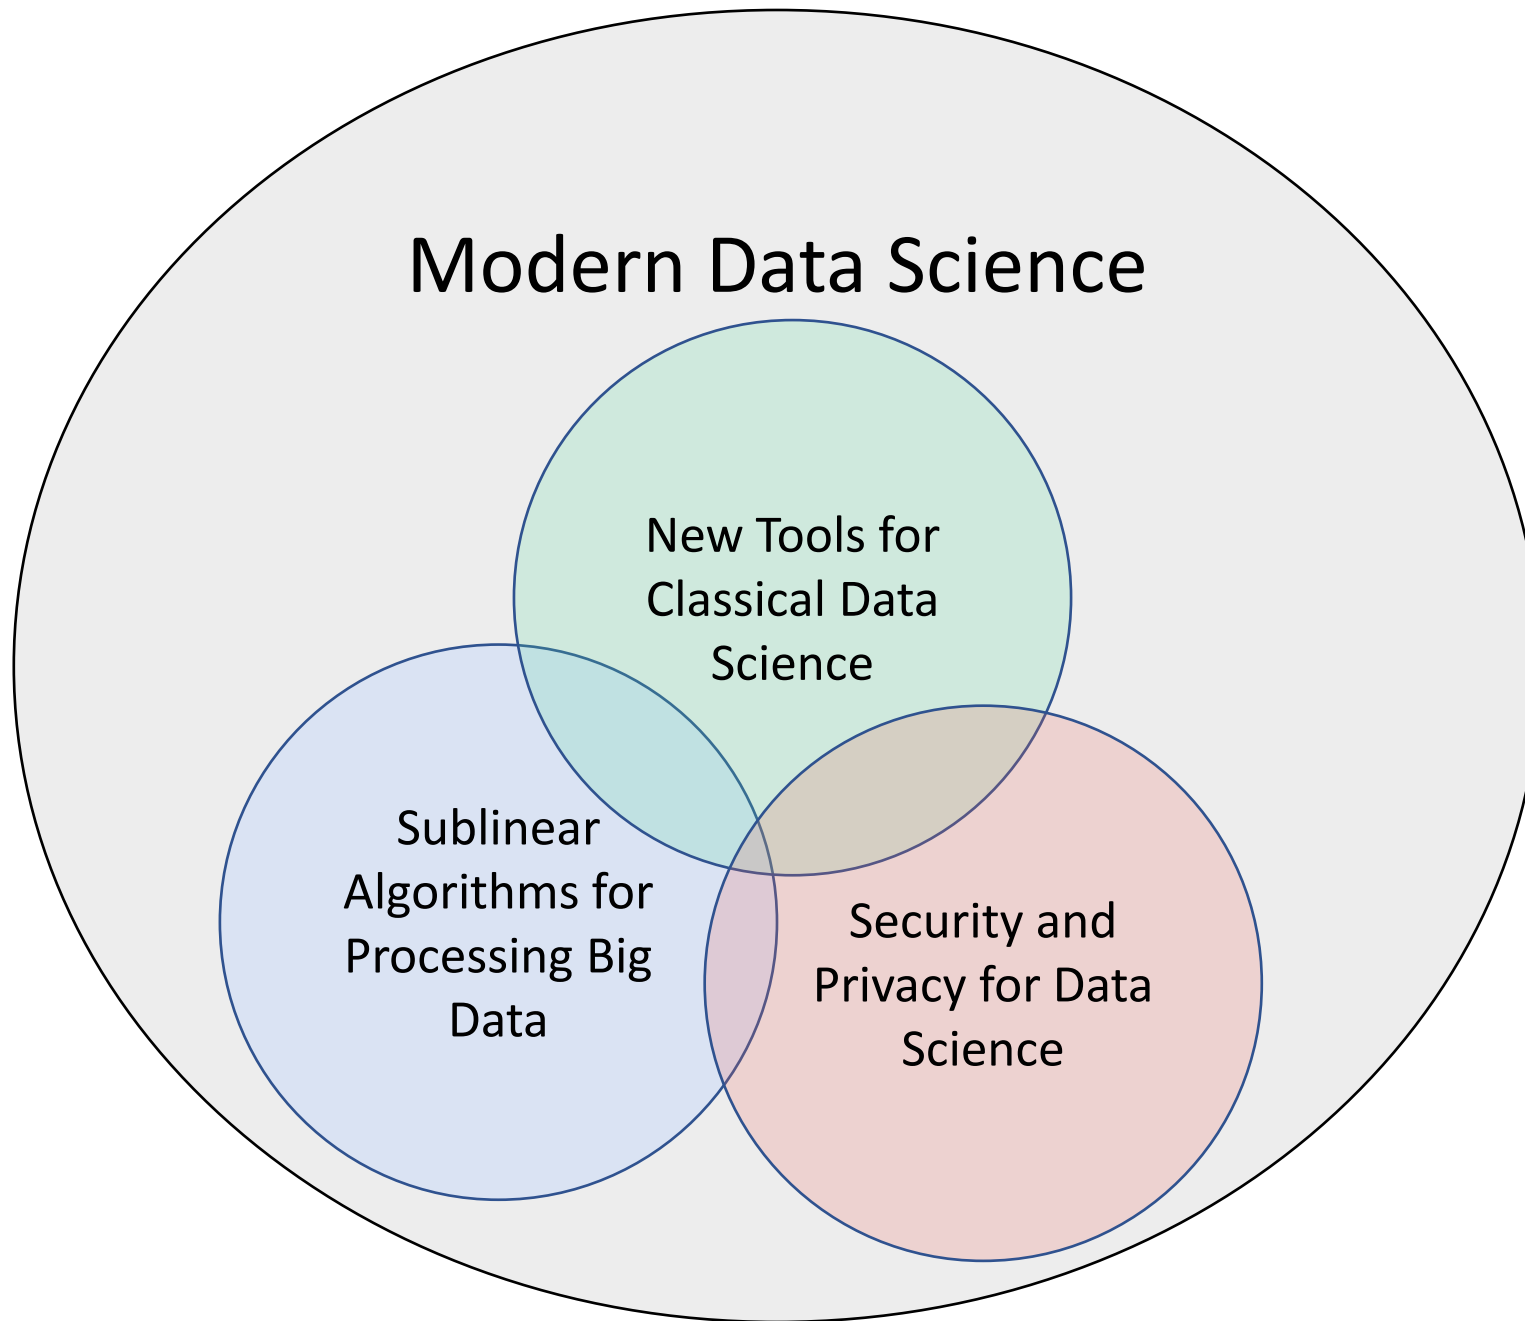 Modern Data Science
New Tools for
Classical Data
Science
Sublinear
Algorithms for
Processing Big
Data
Security and
Privacy for Data
Science